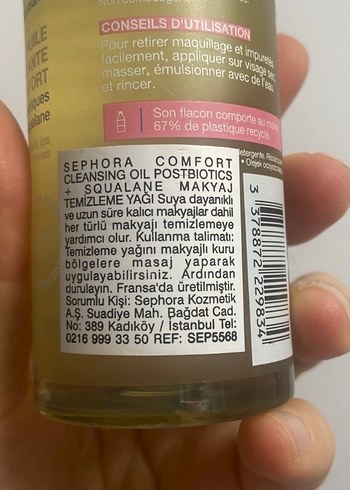 CONSEILS D'UTILISATION
Pour retirer maquillage et impuretés
facilement, appliquer sur visage sec,
masser, émulsionner avec de l'eau
et rincer.
Son flacon comporte au moins
67% de plastique recyclé.
SEPHORA COMFORT
CLEANSING OIL POSTBIOTICS
+ SQUALANE MAKYAJ
TEMİZLEME YAĞI Suya dayanıklı
ve uzun süre kalıcı makyajlar dahil
her türlü makyajı temizlemeye
yardımcı olur. Kullanma talimatı:
Temizleme yağını makyajlı kuru
bölgelere masaj yaparak
uygulayabilirsiniz. Ardından
durulayın. Fransa'da üretilmiştir.
Sorumlu Kişi: Sephora Kozmetik
A.Ş. Suadiye Mah. Bağdat Cad.
No: 389 Kadıköy / İstanbul Tel:
0216 999 33 50 REF: SEP5568
3 378872 229834